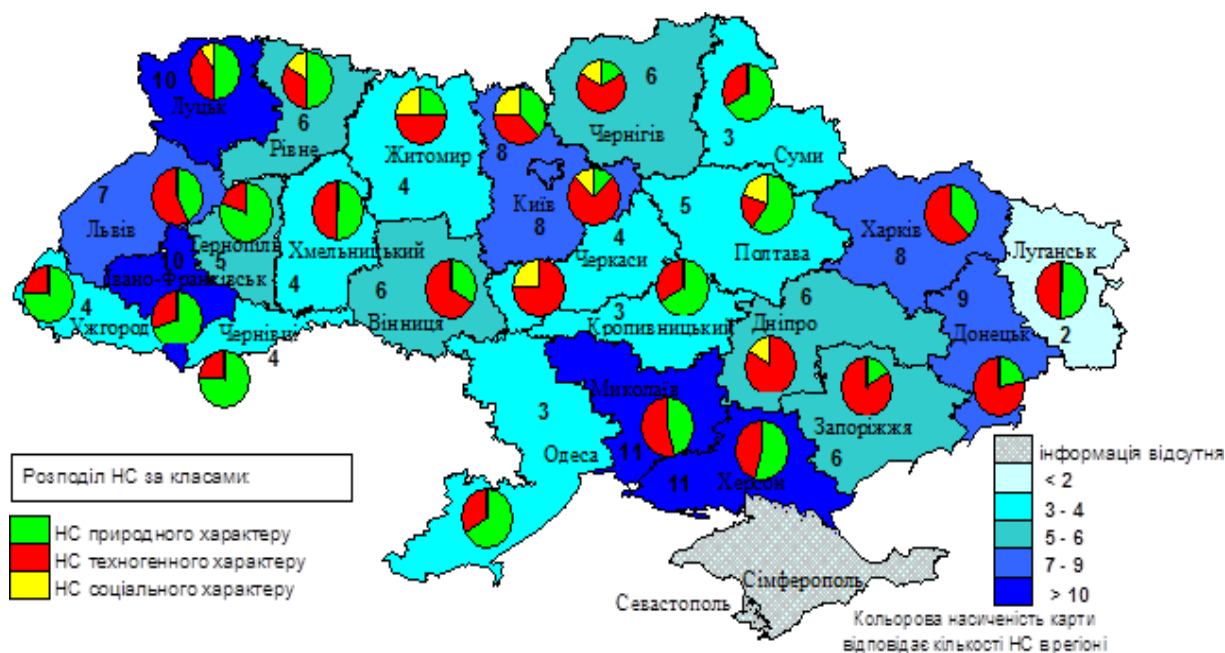 10
Луцьк
6
Рівне
Житомир
4
8
Київ
8
6
Чернігів
3
Суми
7
Львів
Тернопіль
5
Хмельницький
4
10
Івано-Франківськ
4
Ужгород
Чернівці
4
6
Вінниця
4
Черкаси
5
Полтава
Харків
8
Луганськ
2
3
Кропивницький
6
Дніпро
9
Донецьк
Миколаїв
11
3
Одеса
11
Херсон
Запоріжжя
6
Сімферополь
Севастополь
Розподіл НС за класами:
НС природного характеру
НС техногенного характеру
НС соціального характеру
інформація відсутня
< 2
3 - 4
5 - 6
7 - 9
> 10
Кольорова насиченість карти
відповідає кількості НС в регіоні